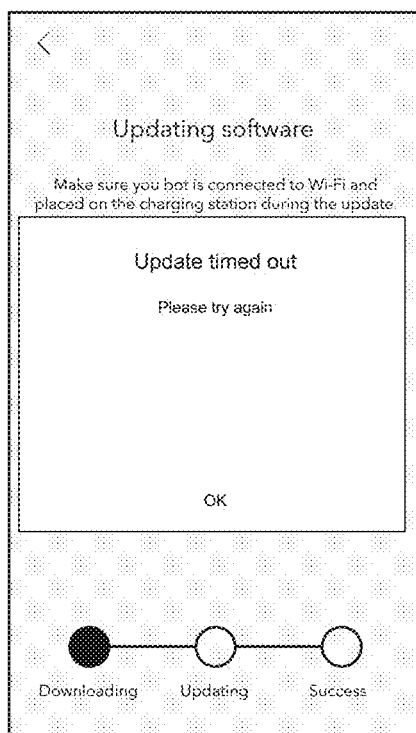 Updating software
Make sure you bot is connected to Wi-Fi and
placed on the charging station during the update
Update timed out
Please try again
OK
Downloading Updating Success